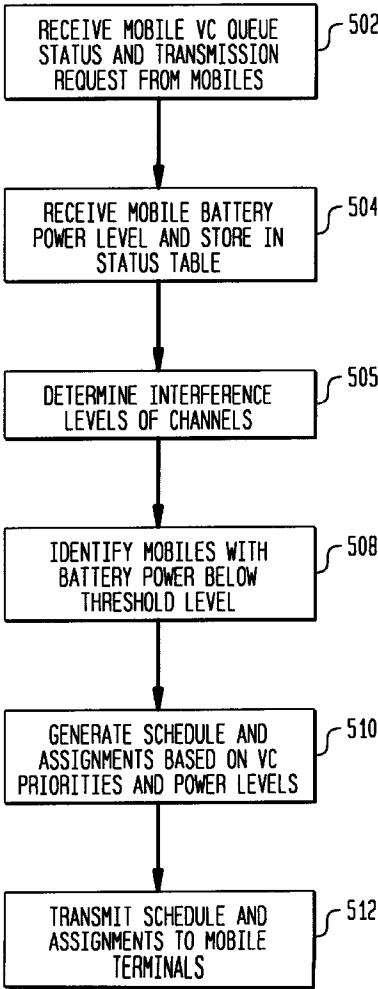 RECEIVE MOBILE VC QUEUE
STATUS AND TRANSMISSION
REQUEST FROM MOBILES
502
RECEIVE MOBILE BATTERY
POWER LEVEL AND STORE IN
STATUS TABLE
504
DETERMINE INTERFERENCE
LEVELS OF CHANNELS
505
IDENTIFY MOBILES WITH
BATTERY POWER BELOW
THRESHOLD LEVEL
508
GENERATE SCHEDULE AND
ASSIGNMENTS BASED ON VC
PRIORITIES AND POWER LEVELS
510
TRANSMIT SCHEDULE AND
ASSIGNMENTS TO MOBILE
TERMINALS
512